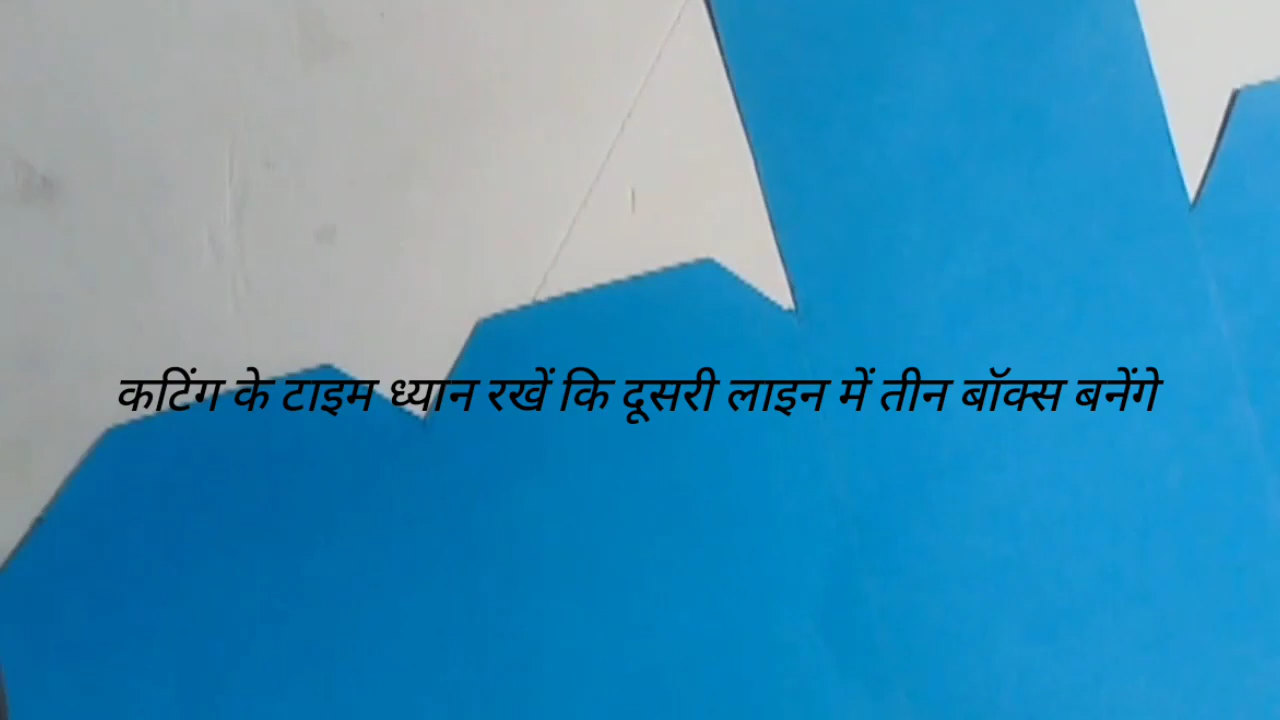 कटिंग के टाइम ध्यान रखें कि दूसरी लाइन में तीन बॉक्स बनेंगे